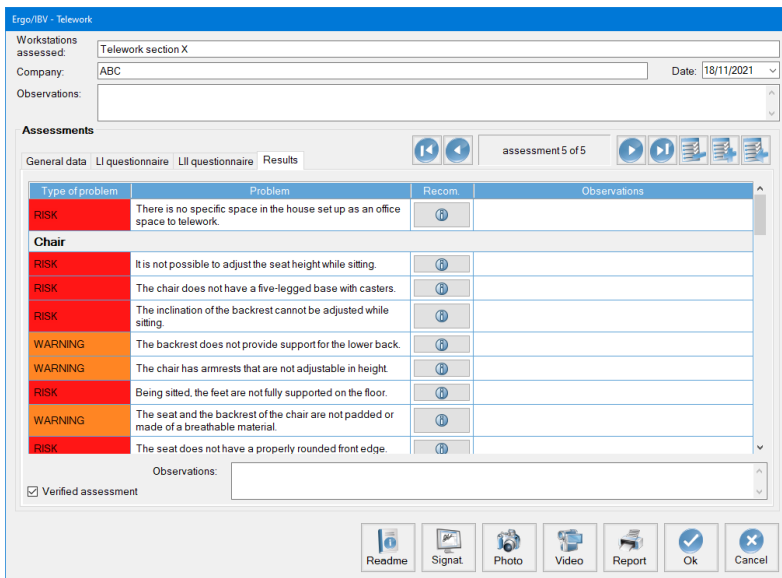 Ergo/IBV - Telework
Workstations
assessed:
Telework section X
Company:
ABC
Date:
18/11/2021
Observations:
Assessments
General data
LI questionnaire
LII questionnaire
Results
assessment 5 of 5
Type of problem
Problem
Recom.
Observations
RISK
There is no specific space in the house set up as an office
space to telework.
Chair
RISK
It is not possible to adjust the seat height while sitting.
RISK
The chair does not have a five-legged base with casters.
RISK
The inclination of the backrest cannot be adjusted while
sitting.
WARNING
The backrest does not provide support for the lower back.
WARNING
The chair has armrests that are not adjustable in height.
RISK
Being sitted, the feet are not fully supported on the floor.
WARNING
The seat and the backrest of the chair are not padded or
made of a breathable material.
RISK
The seat does not have a properly rounded front edge.
Observations:
Verified assessment
Readme
Signat.
Photo
Video
Report
Ok
Cancel